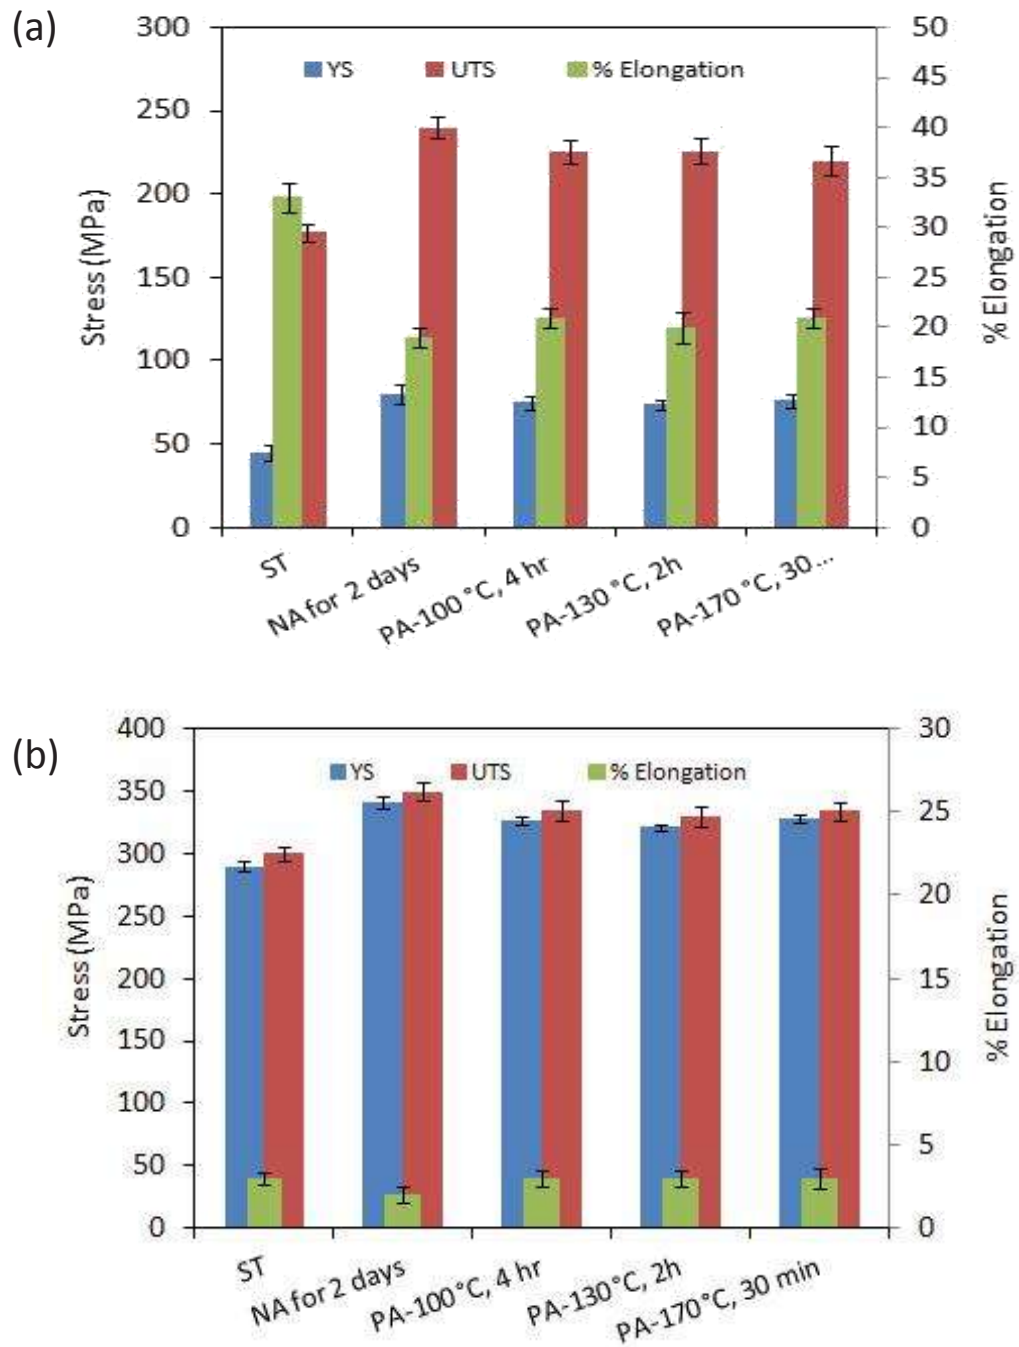 (a)
300
250
200
150
100
50
0
Stress (MPa)
YS UTS % Elongation
50
45
40
35
30
25
20
15
10
5
0
% Elongation
ST
NA for 2 days
PA-100 °C, 4 hr
PA-130 °C, 2h
PA-170 °C, 30...
(b)
400
350
300
250
200
150
100
50
0
Stress (MPa)
YS UTS % Elongation
30
25
20
15
10
5
0
% Elongation
ST
NA for 2 days
PA-100 °C, 4 hr
PA-130 °C, 2h
PA-170 °C, 30 min